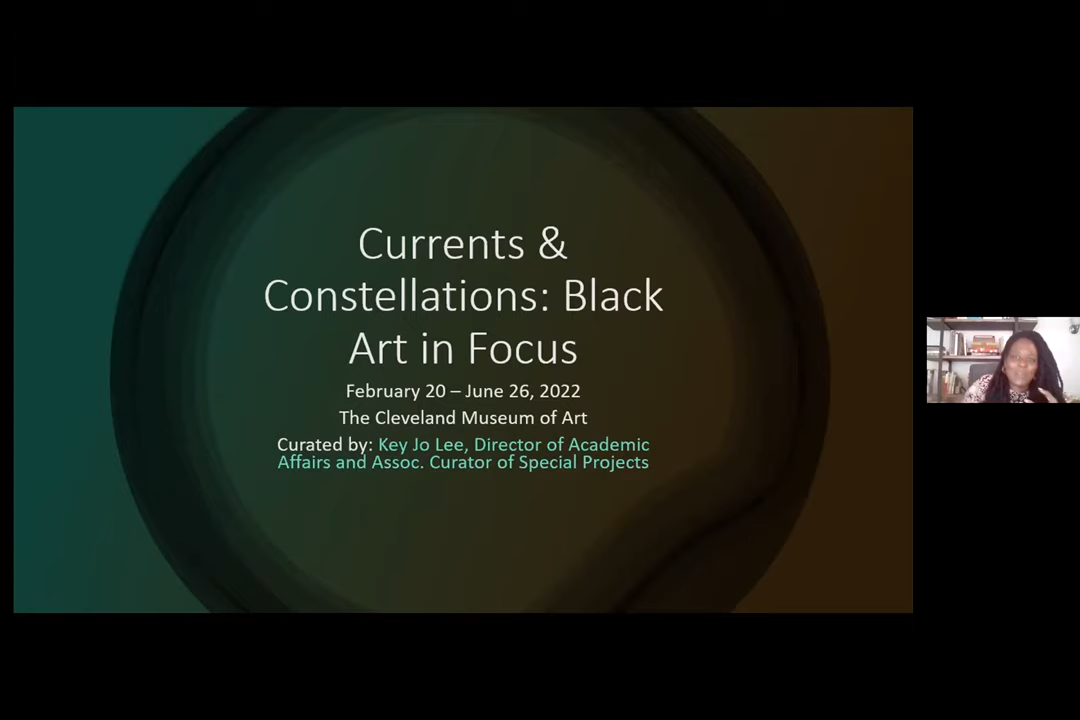 Currents &
Constellations: Black
Art in Focus
February 20 – June 26, 2022
The Cleveland Museum of Art
Curated by: Key Jo Lee, Director of Academic
Affairs and Assoc. Curator of Special Projects